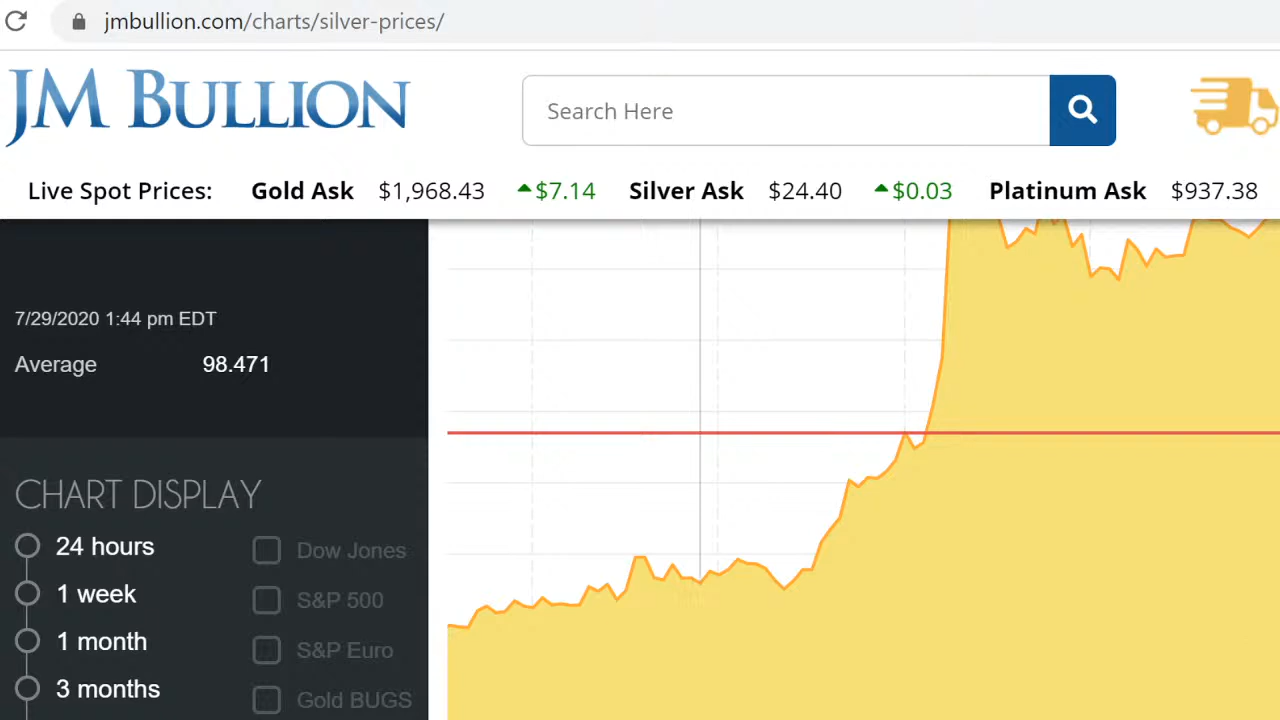 jmbullion.com/charts/silver-prices/
JM BULLION
Search Here
Live Spot Prices: Gold Ask $1,968.43 $7.14 Silver Ask $24.40 $0.03 Platinum Ask $937.38
7/29/2020 1:44 pm EDT
Average 98.471
CHART DISPLAY
24 hours
Dow Jones
1 week
S&P 500
1 month
S&P Euro
3 months
Gold BUGS